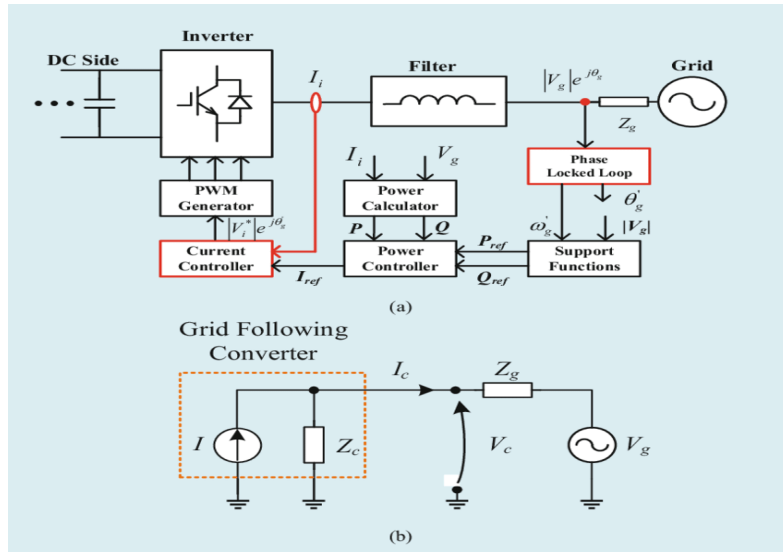 Inverter
DC Side
I_i
Filter
|V_g|e^{jθ_g}
Grid
Z_g
I_i
V_g
Phase
Locked Loop
PWM
Generator
Power
Calculator
θ_g'
|V_i^*|e^{jθ}
P
Q
ω_g'
|V_g|
Current
Controller
I_ref
Power
Controller
P_ref
Q_ref
Support
Functions
(a)
Grid Following
Converter
I_c
Z_g
I
Z_c
V_c
V_g
(b)